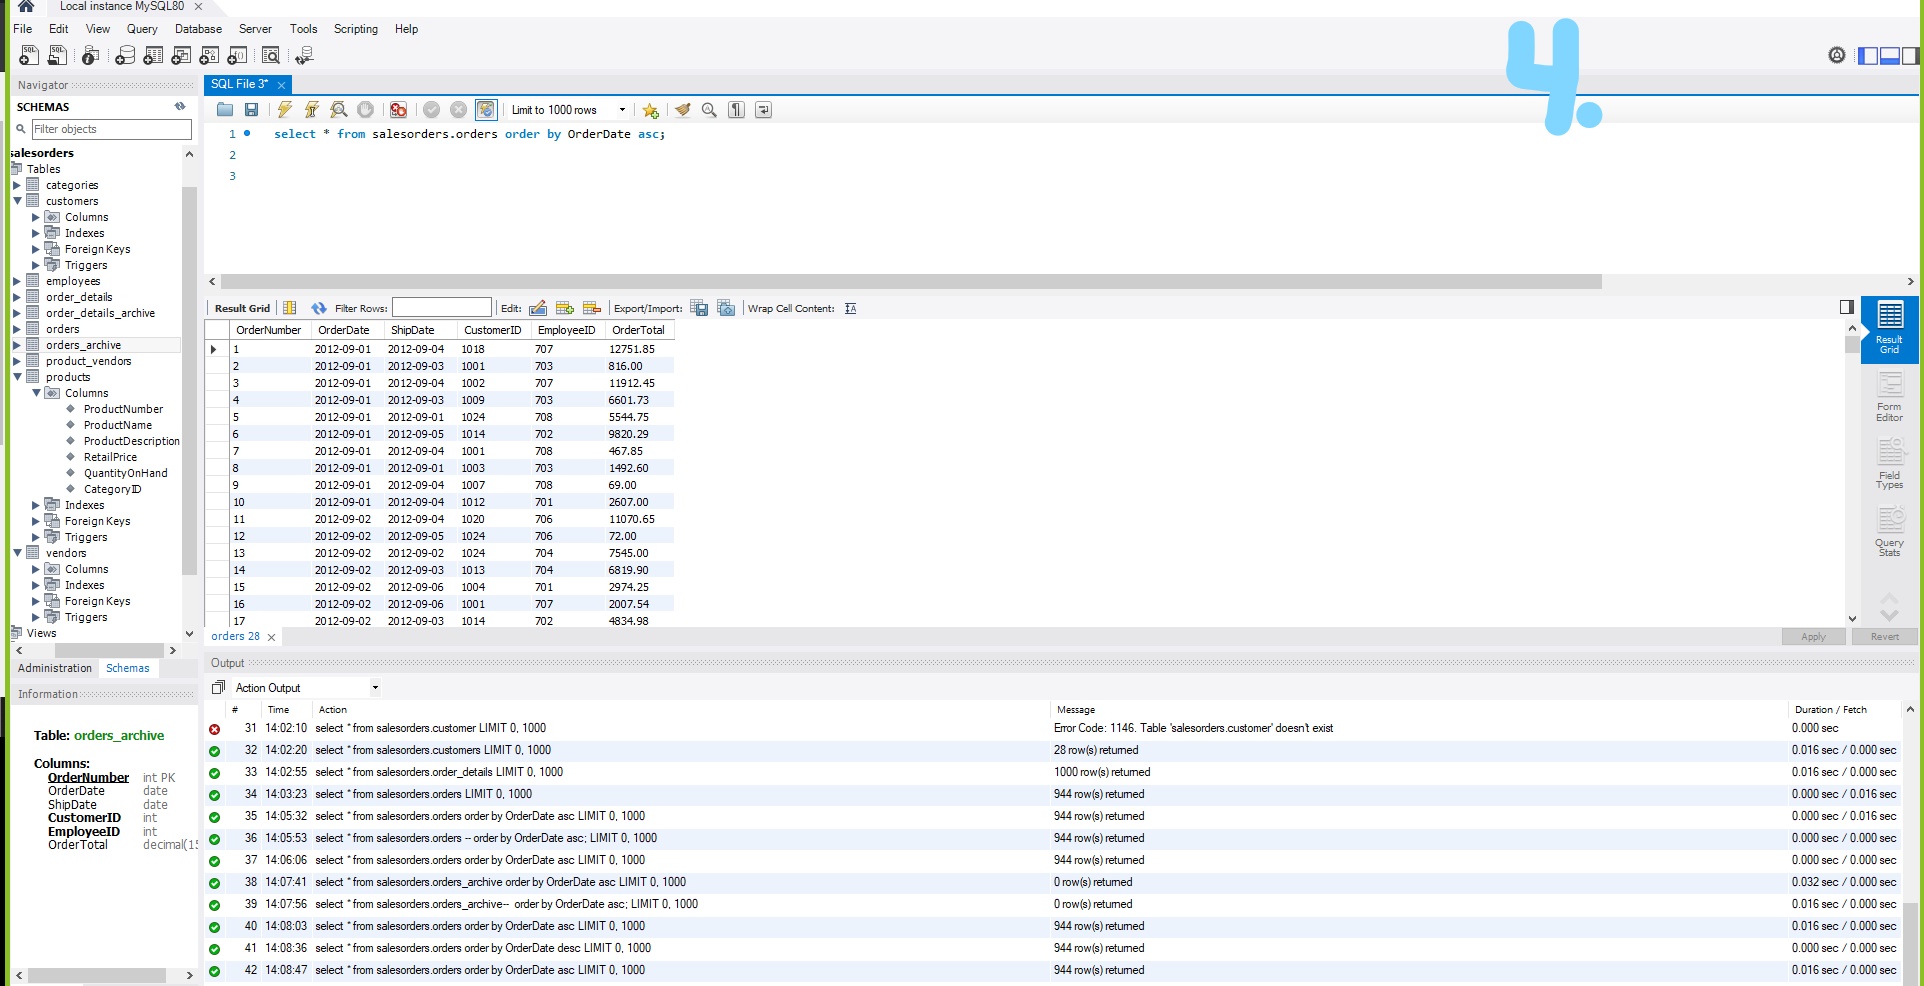 Local instance MySQL80
4.
File Edit View Query Database Server Tools Scripting Help
Navigator
SCHEMAS
Filter objects
salesorders
Tables
categories
customers
Columns
Indexes
Foreign Keys
Triggers
employees
order_details
order_details_archive
orders
orders_archive
product_vendors
products
Columns
ProductNumber
ProductName
ProductDescription
RetailPrice
QuantityOnHand
CategoryID
Indexes
Foreign Keys
Triggers
vendors
Columns
Indexes
Foreign Keys
Triggers
Views
Administration Schemas
Information
Table: orders_archive
Columns:
OrderNumber int PK
OrderDate date
ShipDate date
CustomerID int
EmployeeID int
OrderTotal decimal(15
SQL File 3*
Limit to 1000 rows
1 select * from salesorders.orders order by OrderDate asc;
2
3
Result Grid Filter Rows: Edit: Export/Import: Wrap Cell Content:
OrderNumber OrderDate ShipDate CustomerID EmployeeID OrderTotal
1 2012-09-01 2012-09-04 1018 707 12751.85
2 2012-09-01 2012-09-03 1001 703 816.00
3 2012-09-01 2012-09-04 1002 707 11912.45
4 2012-09-01 2012-09-03 1009 703 6601.73
5 2012-09-01 2012-09-01 1024 708 5544.75
6 2012-09-01 2012-09-05 1014 702 9820.29
7 2012-09-01 2012-09-04 1001 708 467.85
8 2012-09-01 2012-09-01 1003 703 1492.60
9 2012-09-01 2012-09-04 1007 708 69.00
10 2012-09-01 2012-09-04 1012 701 2607.00
11 2012-09-02 2012-09-04 1020 706 11070.65
12 2012-09-02 2012-09-05 1024 706 72.00
13 2012-09-02 2012-09-02 1024 704 7545.00
14 2012-09-02 2012-09-03 1013 704 6819.90
15 2012-09-02 2012-09-06 1004 701 2974.25
16 2012-09-02 2012-09-06 1001 707 2007.54
17 2012-09-02 2012-09-03 1014 702 4834.98
Result
Grid
Form
Editor
Field
Types
Query
Stats
orders 28
Apply Revert
Output
Action Output
# Time Action Message Duration / Fetch
31 14:02:10 select * from salesorders.customer LIMIT 0, 1000 Error Code: 1146. Table 'salesorders.customer' doesn't exist 0.000 sec
32 14:02:20 select * from salesorders.customers LIMIT 0, 1000 28 row(s) returned 0.016 sec / 0.000 sec
33 14:02:55 select * from salesorders.order_details LIMIT 0, 1000 1000 row(s) returned 0.016 sec / 0.000 sec
34 14:03:23 select * from salesorders.orders LIMIT 0, 1000 944 row(s) returned 0.000 sec / 0.016 sec
35 14:05:32 select * from salesorders.orders order by OrderDate asc LIMIT 0, 1000 944 row(s) returned 0.000 sec / 0.016 sec
36 14:05:53 select * from salesorders.orders -- order by OrderDate asc; LIMIT 0, 1000 944 row(s) returned 0.000 sec / 0.000 sec
37 14:06:06 select * from salesorders.orders order by OrderDate asc LIMIT 0, 1000 944 row(s) returned 0.000 sec / 0.000 sec
38 14:07:41 select * from salesorders.orders_archive order by OrderDate asc LIMIT 0, 1000 0 row(s) returned 0.032 sec / 0.000 sec
39 14:07:56 select * from salesorders.orders_archive-- order by OrderDate asc; LIMIT 0, 1000 0 row(s) returned 0.016 sec / 0.000 sec
40 14:08:03 select * from salesorders.orders order by OrderDate asc LIMIT 0, 1000 944 row(s) returned 0.016 sec / 0.000 sec
41 14:08:36 select * from salesorders.orders order by OrderDate desc LIMIT 0, 1000 944 row(s) returned 0.000 sec / 0.000 sec
42 14:08:47 select * from salesorders.orders order by OrderDate asc LIMIT 0, 1000 944 row(s) returned 0.016 sec / 0.000 sec